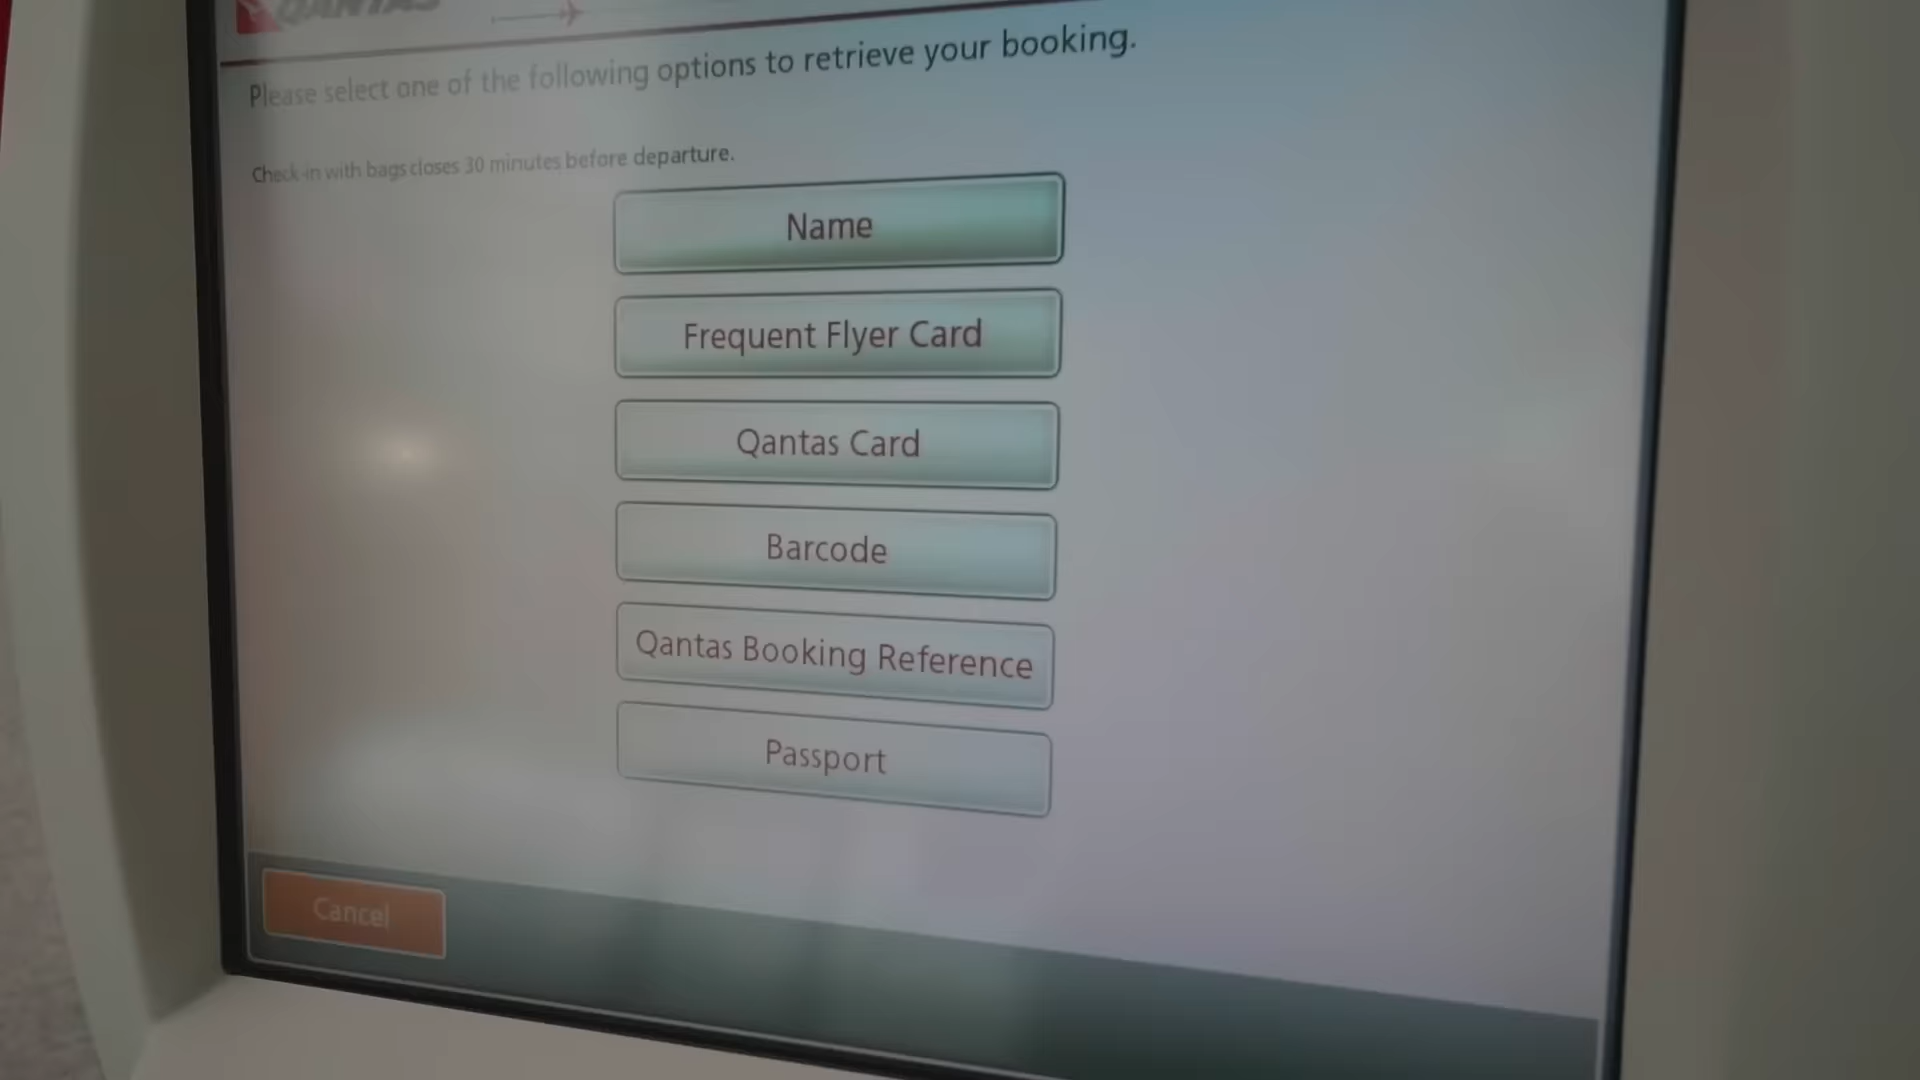 QANTAS
Please select one of the following options to retrieve your booking.
Check-in with bags closes 30 minutes before departure.
Name
Frequent Flyer Card
Qantas Card
Barcode
Qantas Booking Reference
Passport
Cancel